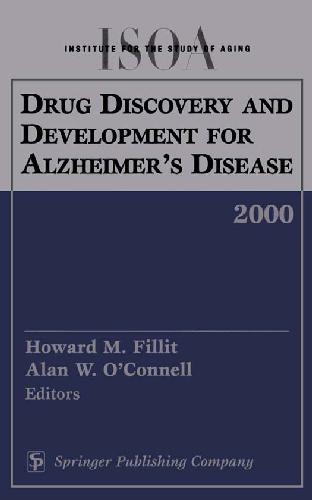 ISOA
INSTITUTE FOR THE STUDY OF AGING
DRUG DISCOVERY AND
DEVELOPMENT FOR
ALZHEIMER'S DISEASE
2000
Howard M. Fillit
Alan W. O'Connell
Editors
SP Springer Publishing Company